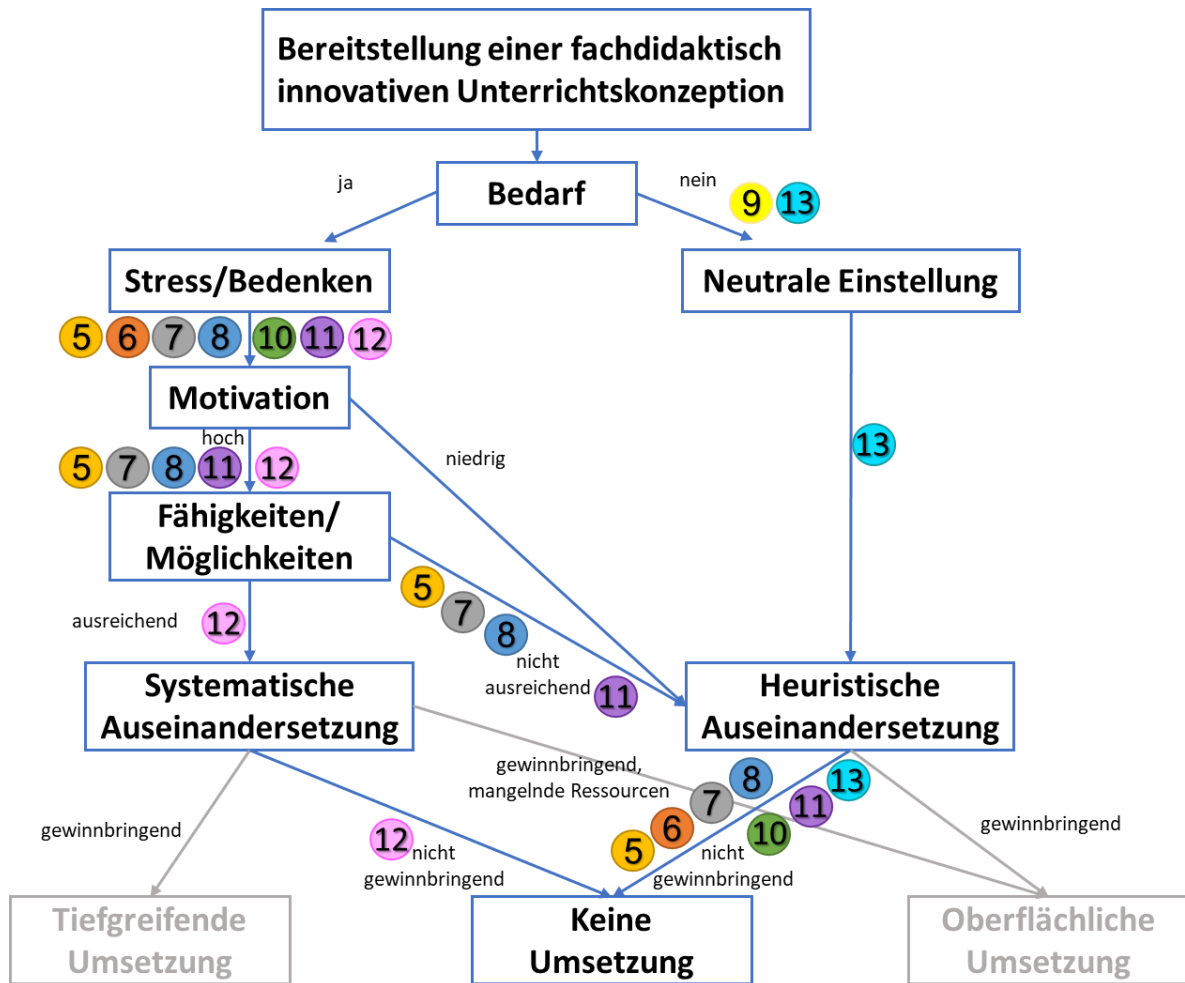 Bereitstellung einer fachdidaktisch
innovativen Unterrichtskonzeption
Bedarf
ja
nein
9 13
Stress/Bedenken
Neutrale Einstellung
5 6 7 8 10 11 12
Motivation
hoch
niedrig
13
5 7 8 11 12
Fähigkeiten/
Möglichkeiten
5
7
8
ausreichend
12
nicht
ausreichend
11
Systematische
Auseinandersetzung
Heuristische
Auseinandersetzung
gewinnbringend,
mangelnde Ressourcen
8 13
7 11
6 10
5
gewinnbringend
12
nicht
gewinnbringend
nicht
gewinnbringend
gewinnbringend
Tiefgreifende
Umsetzung
Keine
Umsetzung
Oberflächliche
Umsetzung